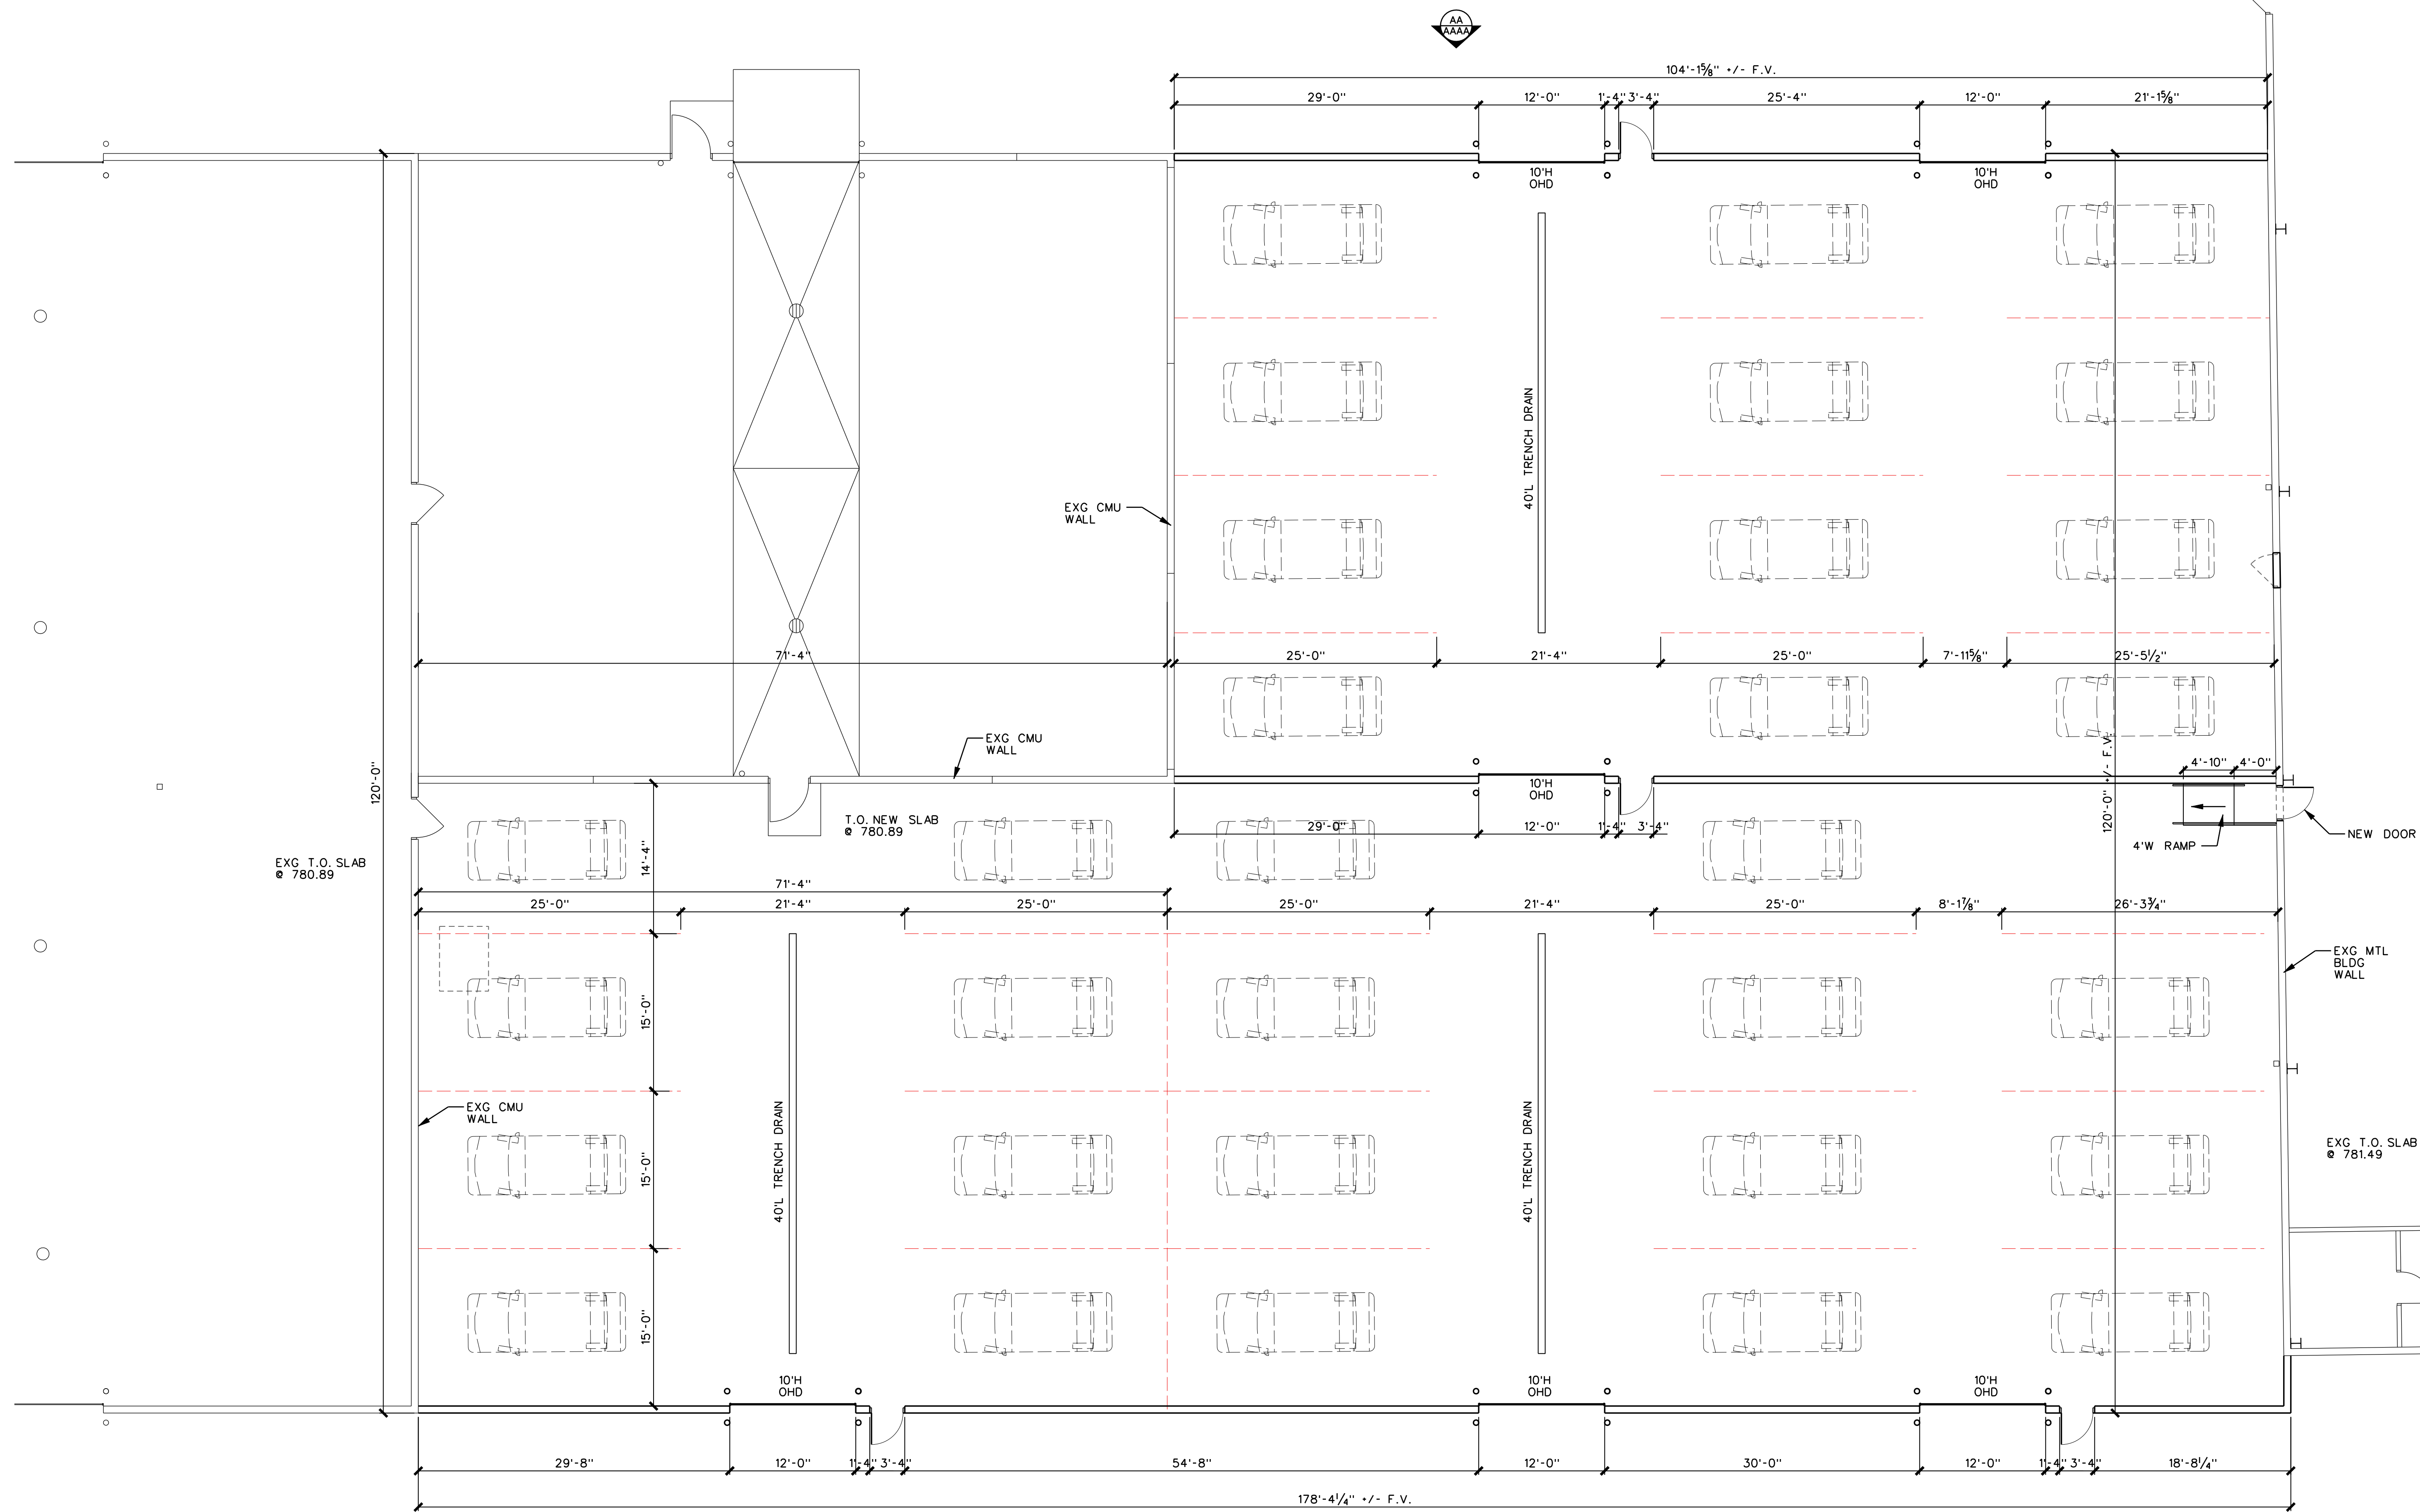 AA
AAAA
104'-1⅝" +/- F.V.
29'-0"
12'-0"
1'-4"
3'-4"
25'-4"
12'-0"
21'-1⅝"
10'H
OHD
10'H
OHD
40'L TRENCH DRAIN
EXG CMU
WALL
71'-4"
25'-0"
21'-4"
25'-0"
7'-11⅝"
25'-5½"
EXG CMU
WALL
120'-0"
120'-0" +/- F.V.
4'-10"
4'-0"
10'H
OHD
T.O. NEW SLAB
@ 780.89
29'-0"
12'-0"
1'-4"
3'-4"
4'W RAMP
NEW DOOR
EXG T.O. SLAB
@ 780.89
14'-4"
71'-4"
25'-0"
21'-4"
25'-0"
25'-0"
21'-4"
25'-0"
8'-1⅞"
26'-3¾"
EXG MTL
BLDG
WALL
15'-0"
EXG CMU
WALL
40'L TRENCH DRAIN
40'L TRENCH DRAIN
15'-0"
EXG T.O. SLAB
@ 781.49
15'-0"
10'H
OHD
10'H
OHD
10'H
OHD
29'-8"
12'-0"
1'-4"
3'-4"
54'-8"
12'-0"
30'-0"
12'-0"
1'-4"
3'-4"
18'-8¼"
178'-4¼" +/- F.V.